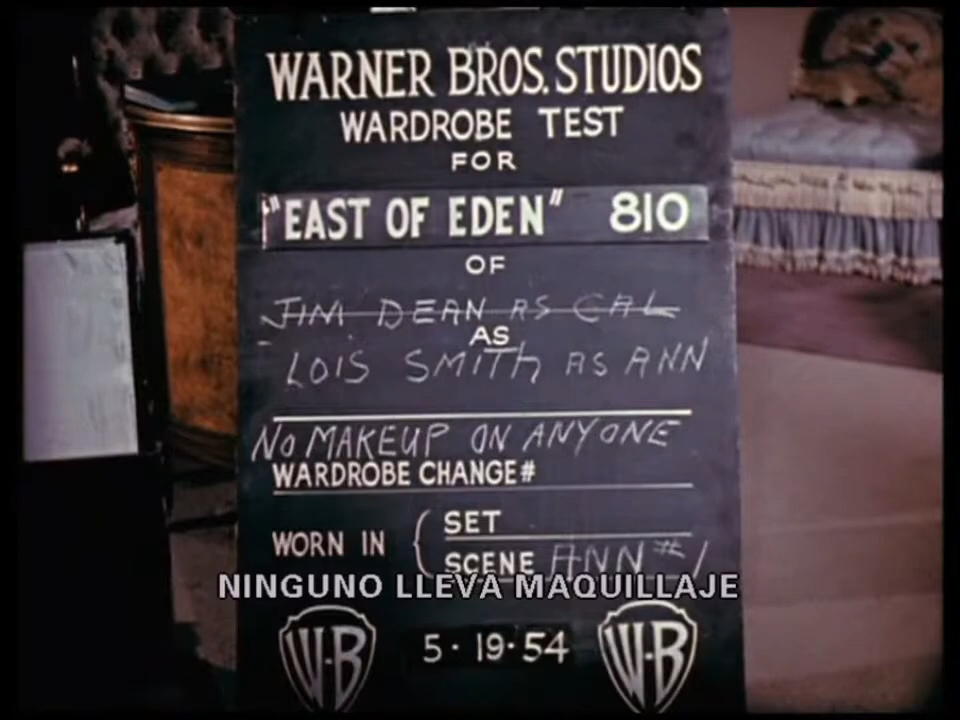 WARNER BROS. STUDIOS
WARDROBE TEST
FOR
"EAST OF EDEN" 810
OF
JIM DEAN AS CAL
AS
LOIS SMITH AS ANN
NO MAKEUP ON ANYONE
WARDROBE CHANGE#
WORN IN { SET
SCENE ANN #1
NINGUNO LLEVA MAQUILLAJE
W-B 5·19·54 W-B